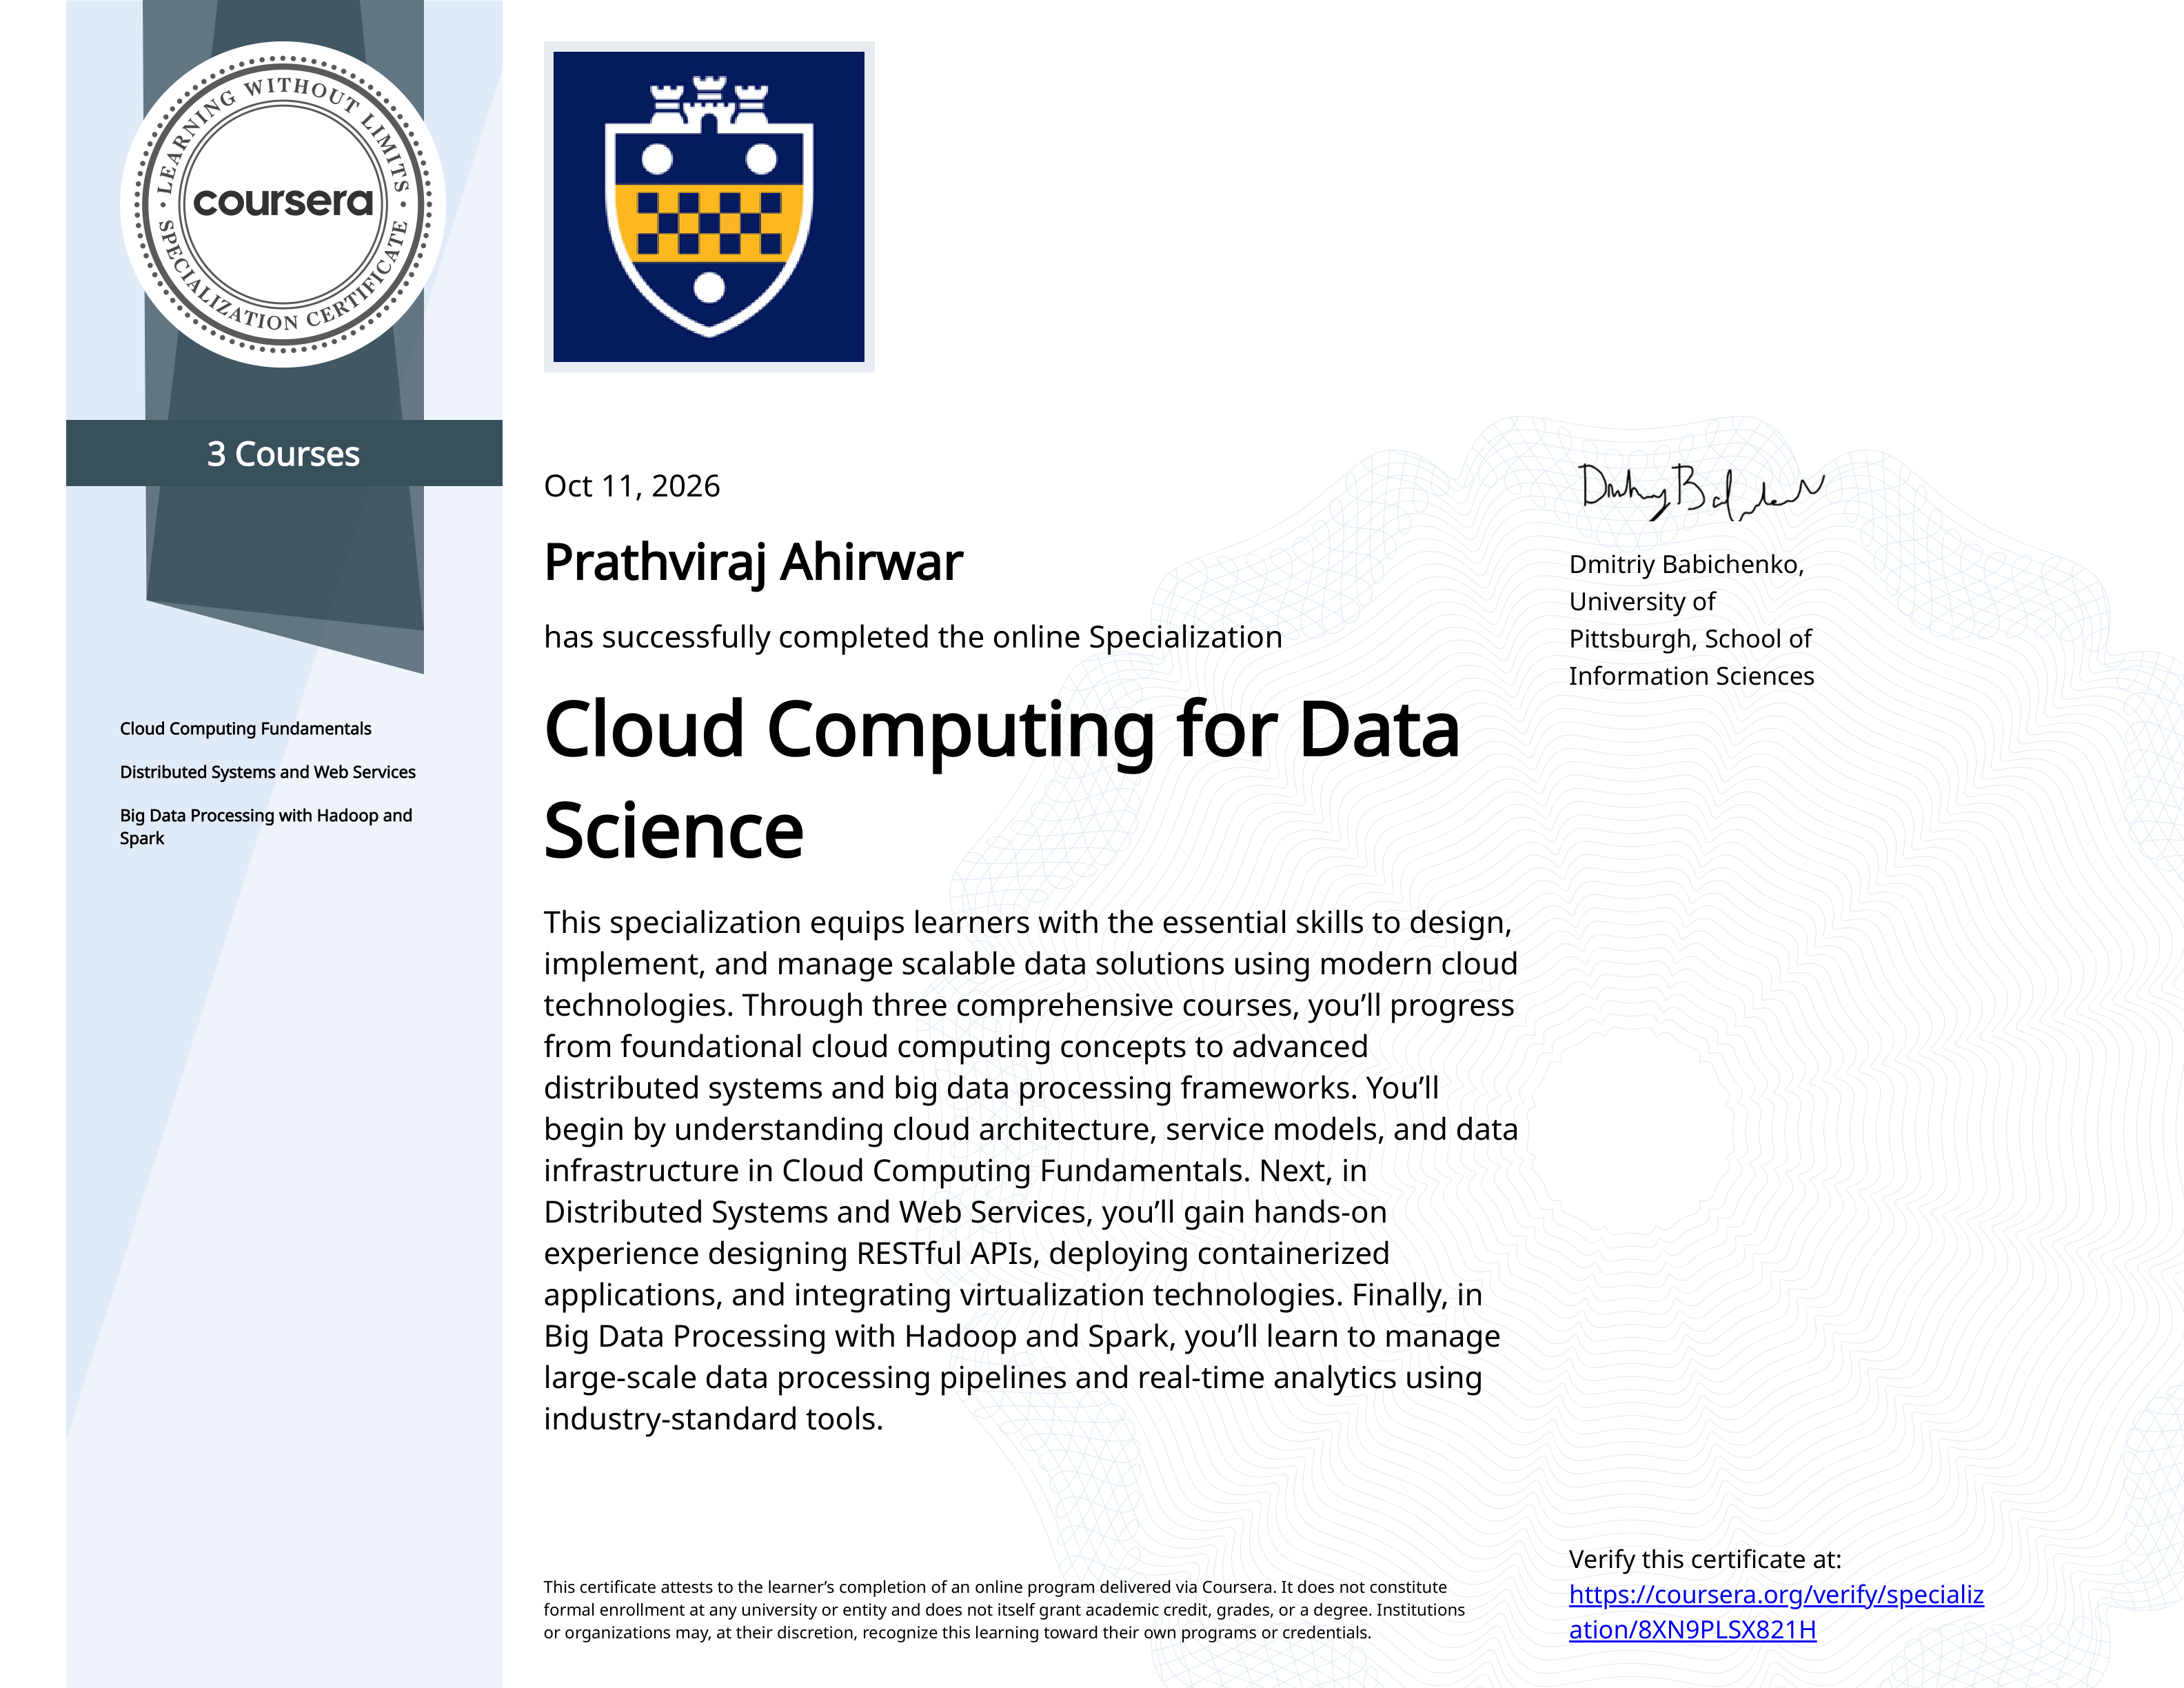 LEARNING WITHOUT LIMITS
coursera
SPECIALIZATION CERTIFICATE
3 Courses
Cloud Computing Fundamentals
Distributed Systems and Web Services
Big Data Processing with Hadoop and
Spark
Oct 11, 2026
Prathviraj Ahirwar
has successfully completed the online Specialization
Cloud Computing for Data
Science
This specialization equips learners with the essential skills to design,
implement, and manage scalable data solutions using modern cloud
technologies. Through three comprehensive courses, you’ll progress
from foundational cloud computing concepts to advanced
distributed systems and big data processing frameworks. You’ll
begin by understanding cloud architecture, service models, and data
infrastructure in Cloud Computing Fundamentals. Next, in
Distributed Systems and Web Services, you’ll gain hands-on
experience designing RESTful APIs, deploying containerized
applications, and integrating virtualization technologies. Finally, in
Big Data Processing with Hadoop and Spark, you’ll learn to manage
large-scale data processing pipelines and real-time analytics using
industry-standard tools.
This certificate attests to the learner’s completion of an online program delivered via Coursera. It does not constitute
formal enrollment at any university or entity and does not itself grant academic credit, grades, or a degree. Institutions
or organizations may, at their discretion, recognize this learning toward their own programs or credentials.
Dmitriy Babichenko,
University of
Pittsburgh, School of
Information Sciences
Verify this certificate at:
https://coursera.org/verify/specializ
ation/8XN9PLSX821H